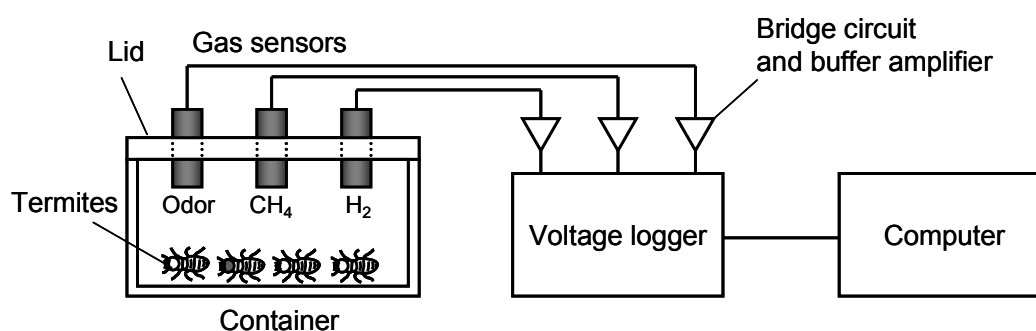 Lid
Gas sensors
Bridge circuit
and buffer amplifier
Termites
Odor
CH₄
H₂
Voltage logger
Computer
Container